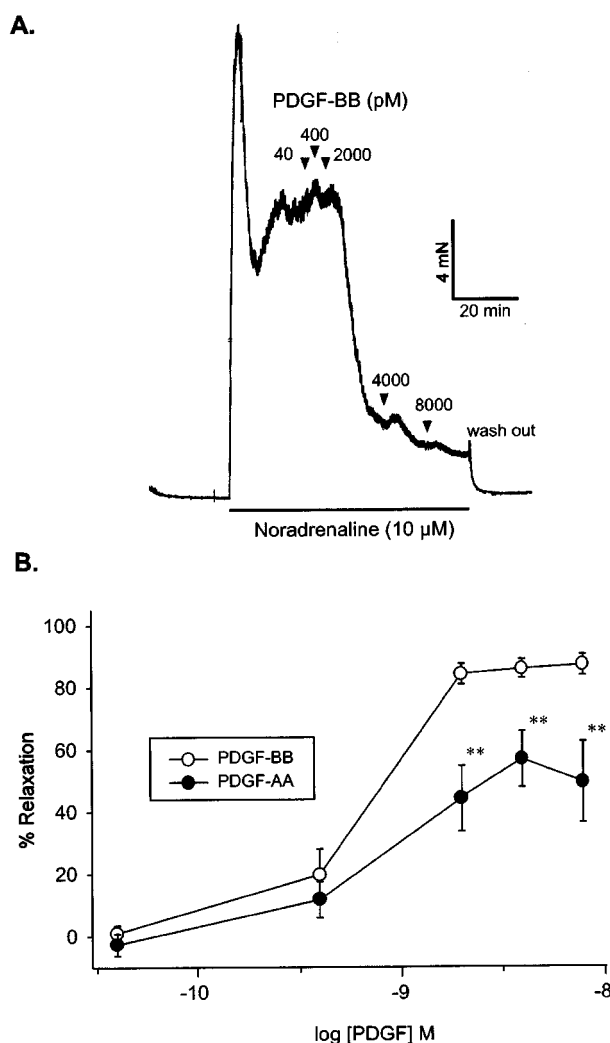 A.
PDGF-BB (pM)
400
40 2000
4 mN
20 min
4000
8000
wash out
Noradrenaline (10 µM)
B.
100
80
60
40
20
0
% Relaxation
PDGF-BB
PDGF-AA
**
**
**
-10 -9 -8
log [PDGF] M